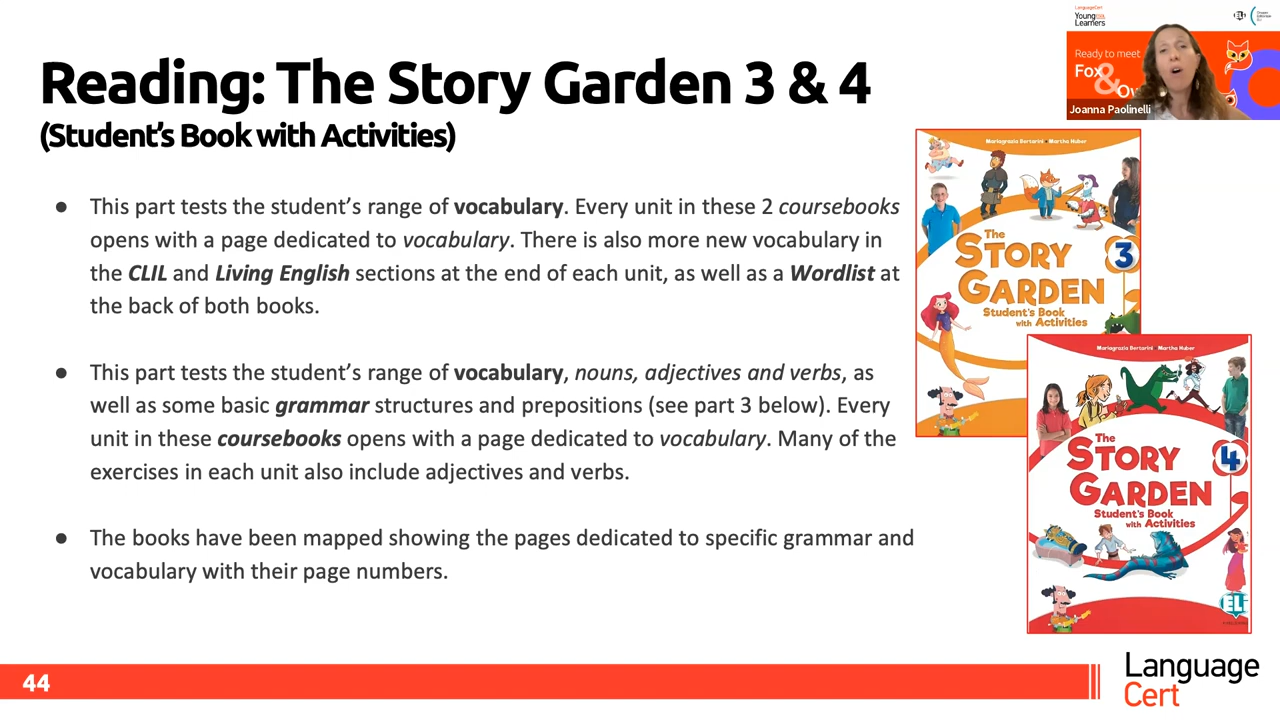 Reading: The Story Garden 3 & 4
(Student’s Book with Activities)
● This part tests the student’s range of vocabulary. Every unit in these 2 coursebooks
opens with a page dedicated to vocabulary. There is also more new vocabulary in
the CLIL and Living English sections at the end of each unit, as well as a Wordlist at
the back of both books.
● This part tests the student’s range of vocabulary, nouns, adjectives and verbs, as
well as some basic grammar structures and prepositions (see part 3 below). Every
unit in these coursebooks opens with a page dedicated to vocabulary. Many of the
exercises in each unit also include adjectives and verbs.
● The books have been mapped showing the pages dedicated to specific grammar and
vocabulary with their page numbers.
LanguageCert
Young
Learners
ELI
Ready to meet
Fox
&
Ow
Joanna Paolinelli
Mariagrazia Bertarini • Martha Huber
The
STORY
GARDEN
3
Student's Book
with Activities
Mariagrazia Bertarini • Martha Huber
The
STORY
GARDEN
4
Student's Book
with Activities
ELI
44
Language
Cert